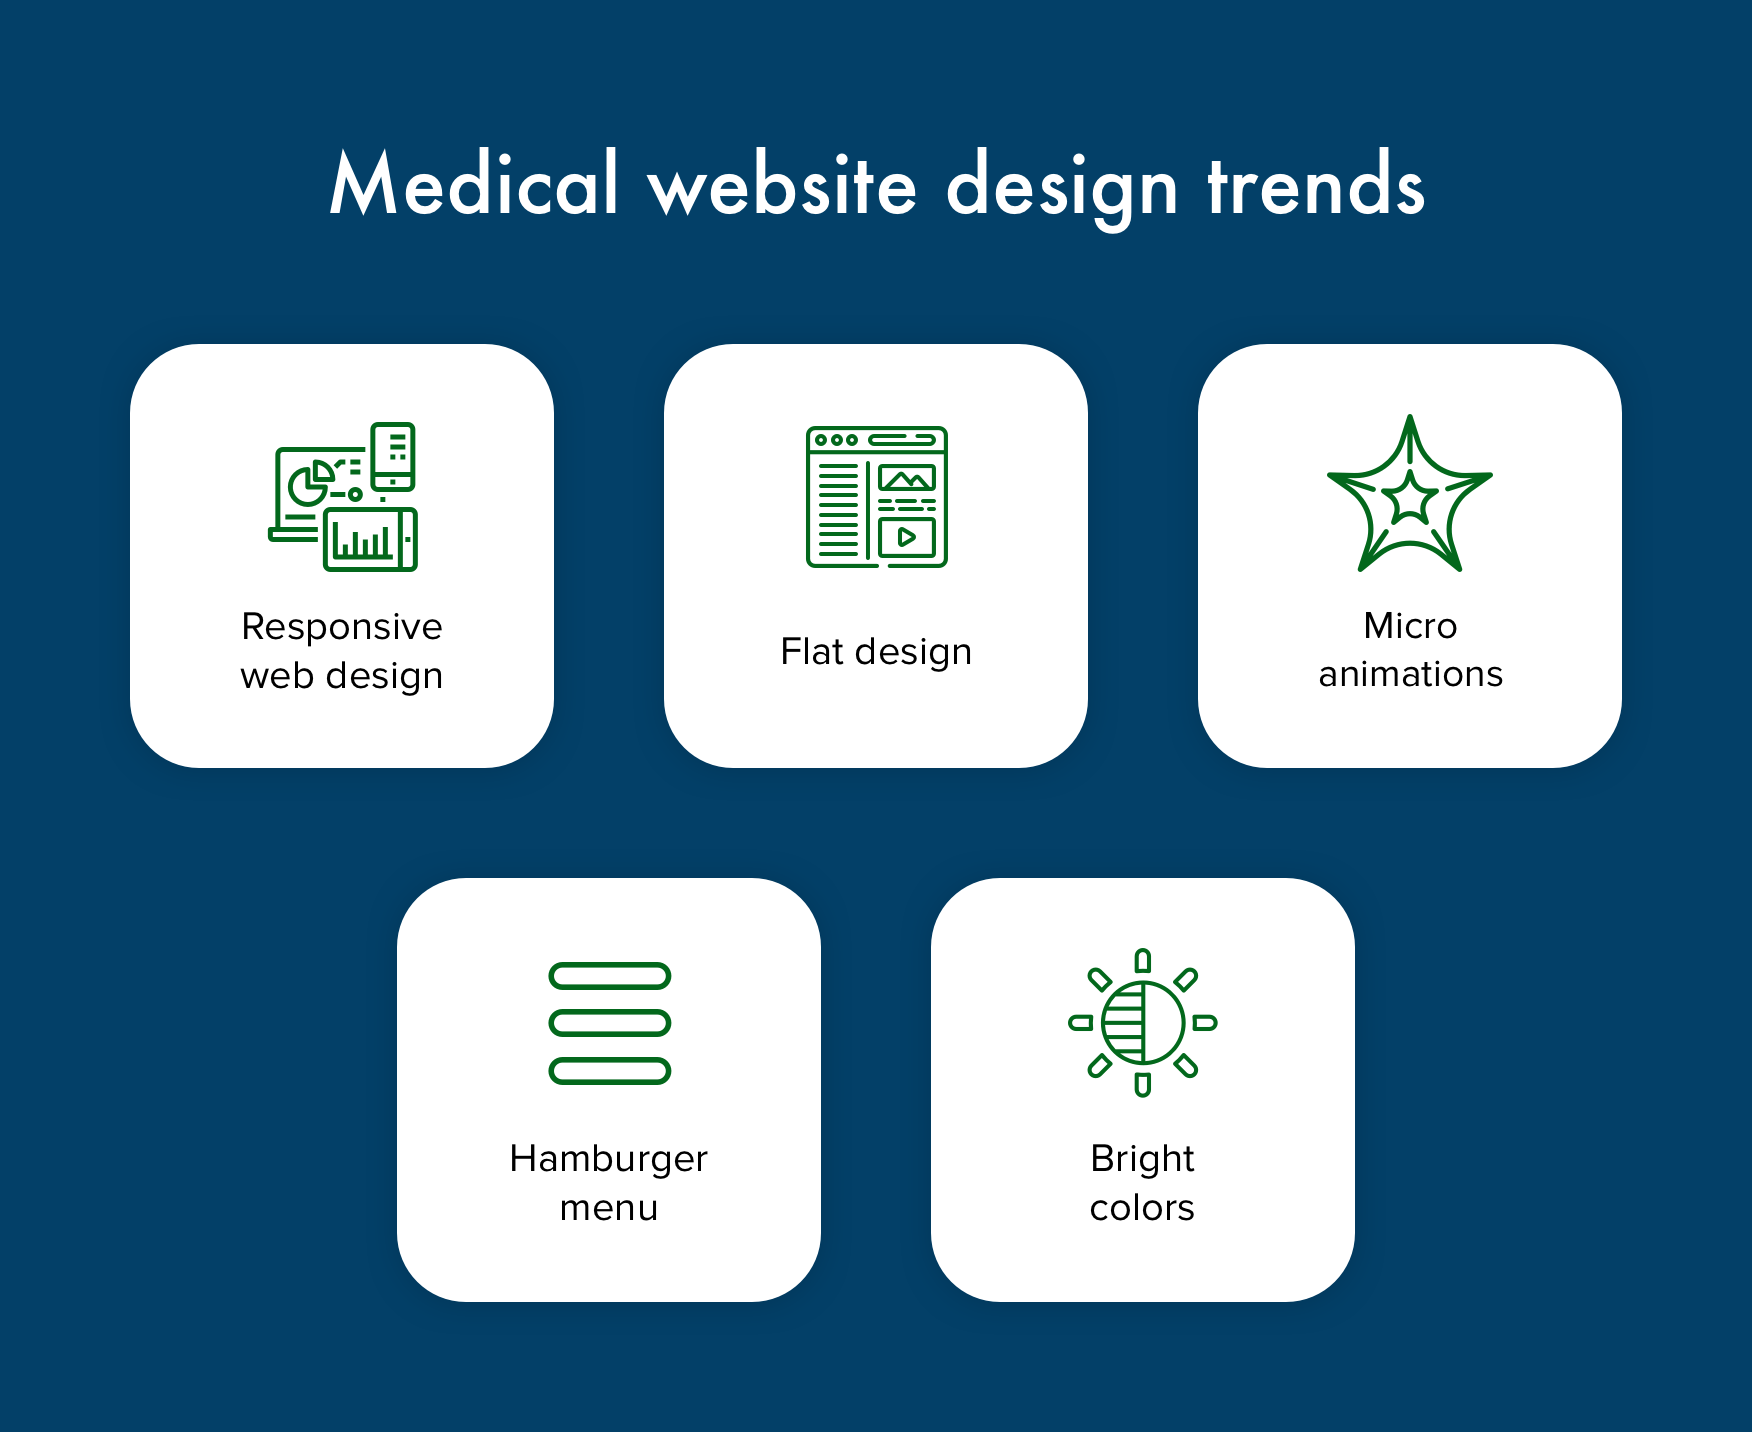 Medical website design trends
Responsive
web design
Flat design
Micro
animations
Hamburger
menu
Bright
colors